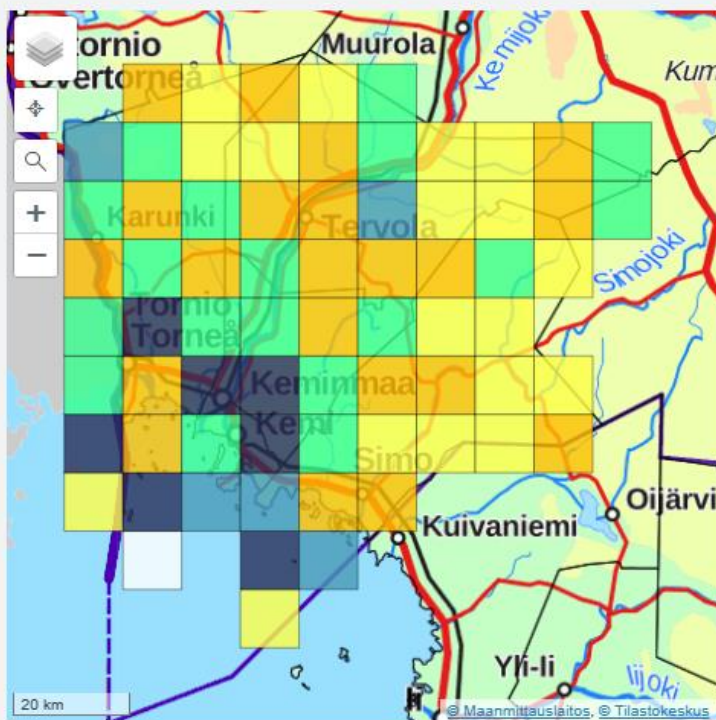 tornio
Övertorneå
Muurola
Kemijoki
Kum
Karunki
Tervola
Simojoki
Tornio
Torneå
Keminmaa
Kemi
Simo
Oijärvi
Kuivaniemi
Yli-Ii
Iijoki
Ii
+
−
20 km
© Maanmittauslaitos, © Tilastokeskus